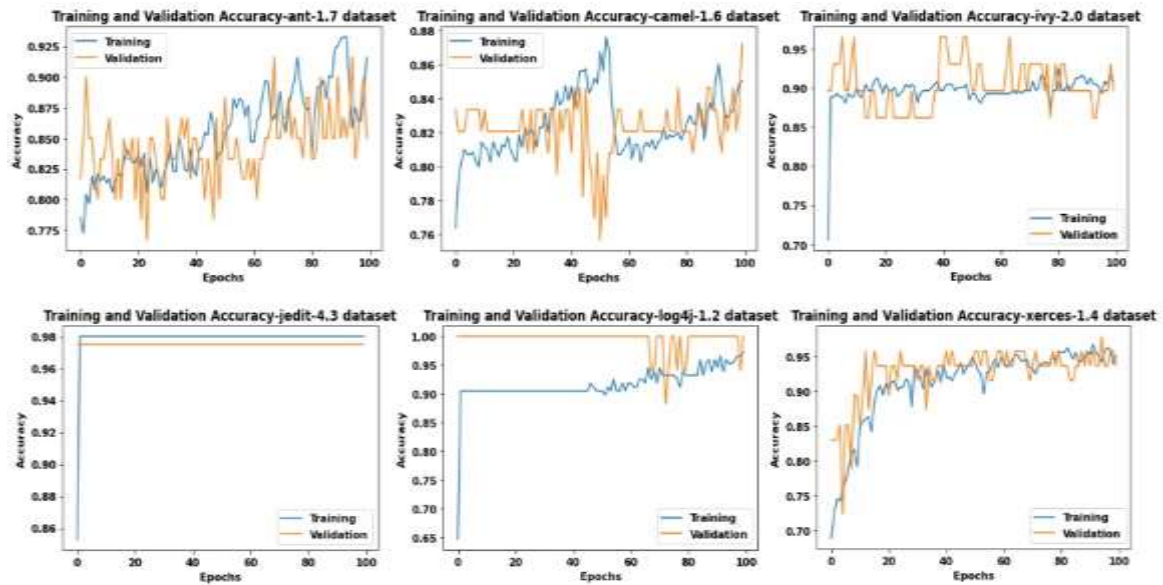 Training and Validation Accuracy-ant-1.7 dataset
0.925
0.900
0.875
0.850
0.825
0.800
0.775
Accuracy
Training
Validation
0 20 40 60 80 100
Epochs
Training and Validation Accuracy-camel-1.6 dataset
0.88
0.86
0.84
0.82
0.80
0.78
0.76
Accuracy
Training
Validation
0 20 40 60 80 100
Epochs
Training and Validation Accuracy-ivy-2.0 dataset
0.95
0.90
0.85
0.80
0.75
0.70
Accuracy
Training
Validation
0 20 40 60 80 100
Epochs
Training and Validation Accuracy-jedit-4.3 dataset
0.98
0.96
0.94
0.92
0.90
0.88
0.86
Accuracy
Training
Validation
0 20 40 60 80 100
Epochs
Training and Validation Accuracy-log4j-1.2 dataset
1.00
0.95
0.90
0.85
0.80
0.75
0.70
0.65
Accuracy
Training
Validation
0 20 40 60 80 100
Epochs
Training and Validation Accuracy-xerces-1.4 dataset
0.95
0.90
0.85
0.80
0.75
0.70
Accuracy
Training
Validation
0 20 40 60 80 100
Epochs